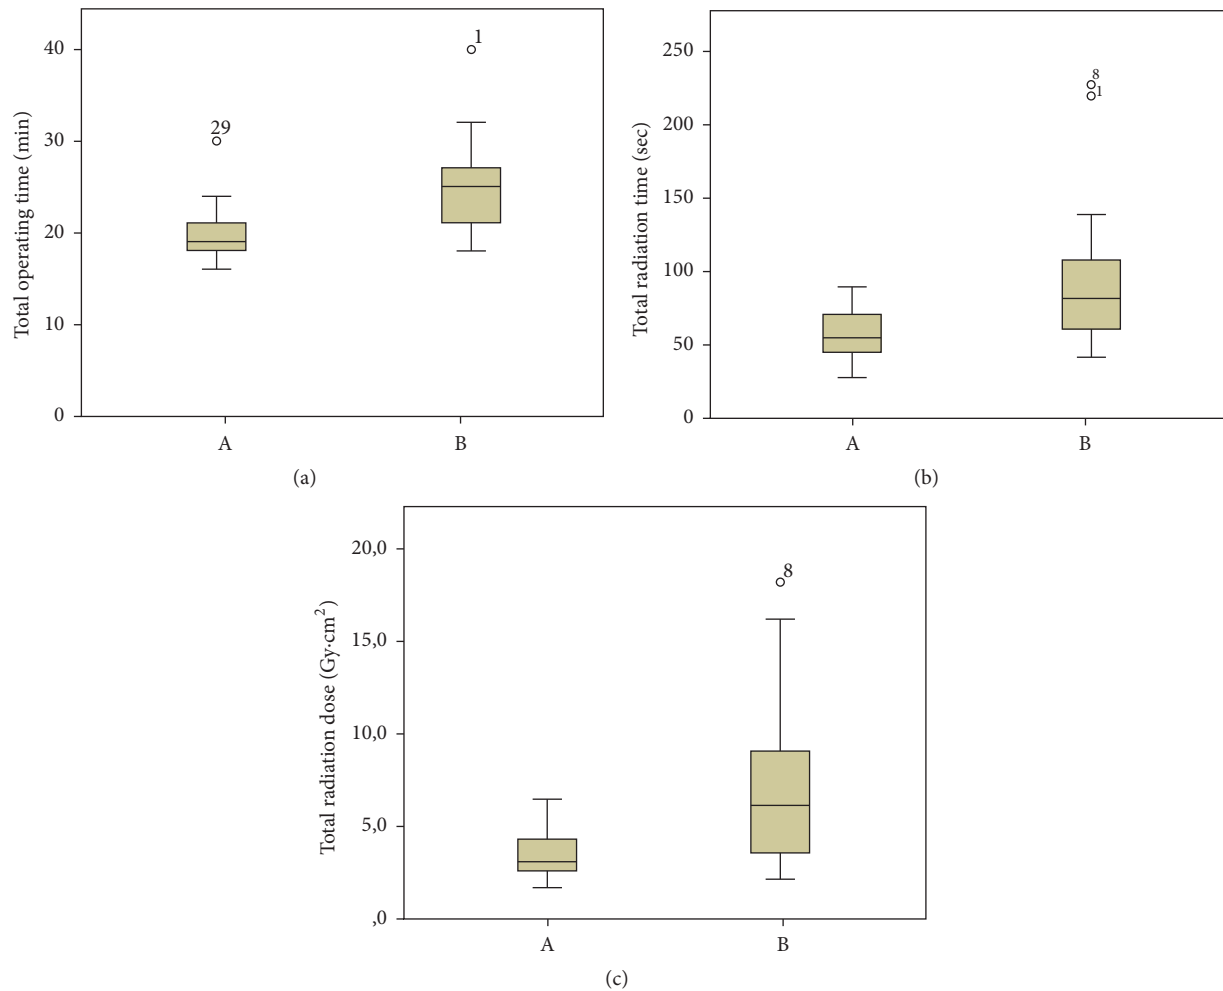 Total operating time (min)
40
30
20
10
0
29
1
A
B
(a)
Total radiation time (sec)
250
200
150
100
50
0
8
1
A
B
(b)
Total radiation dose (Gy·cm²)
20,0
15,0
10,0
5,0
,0
8
A
B
(c)